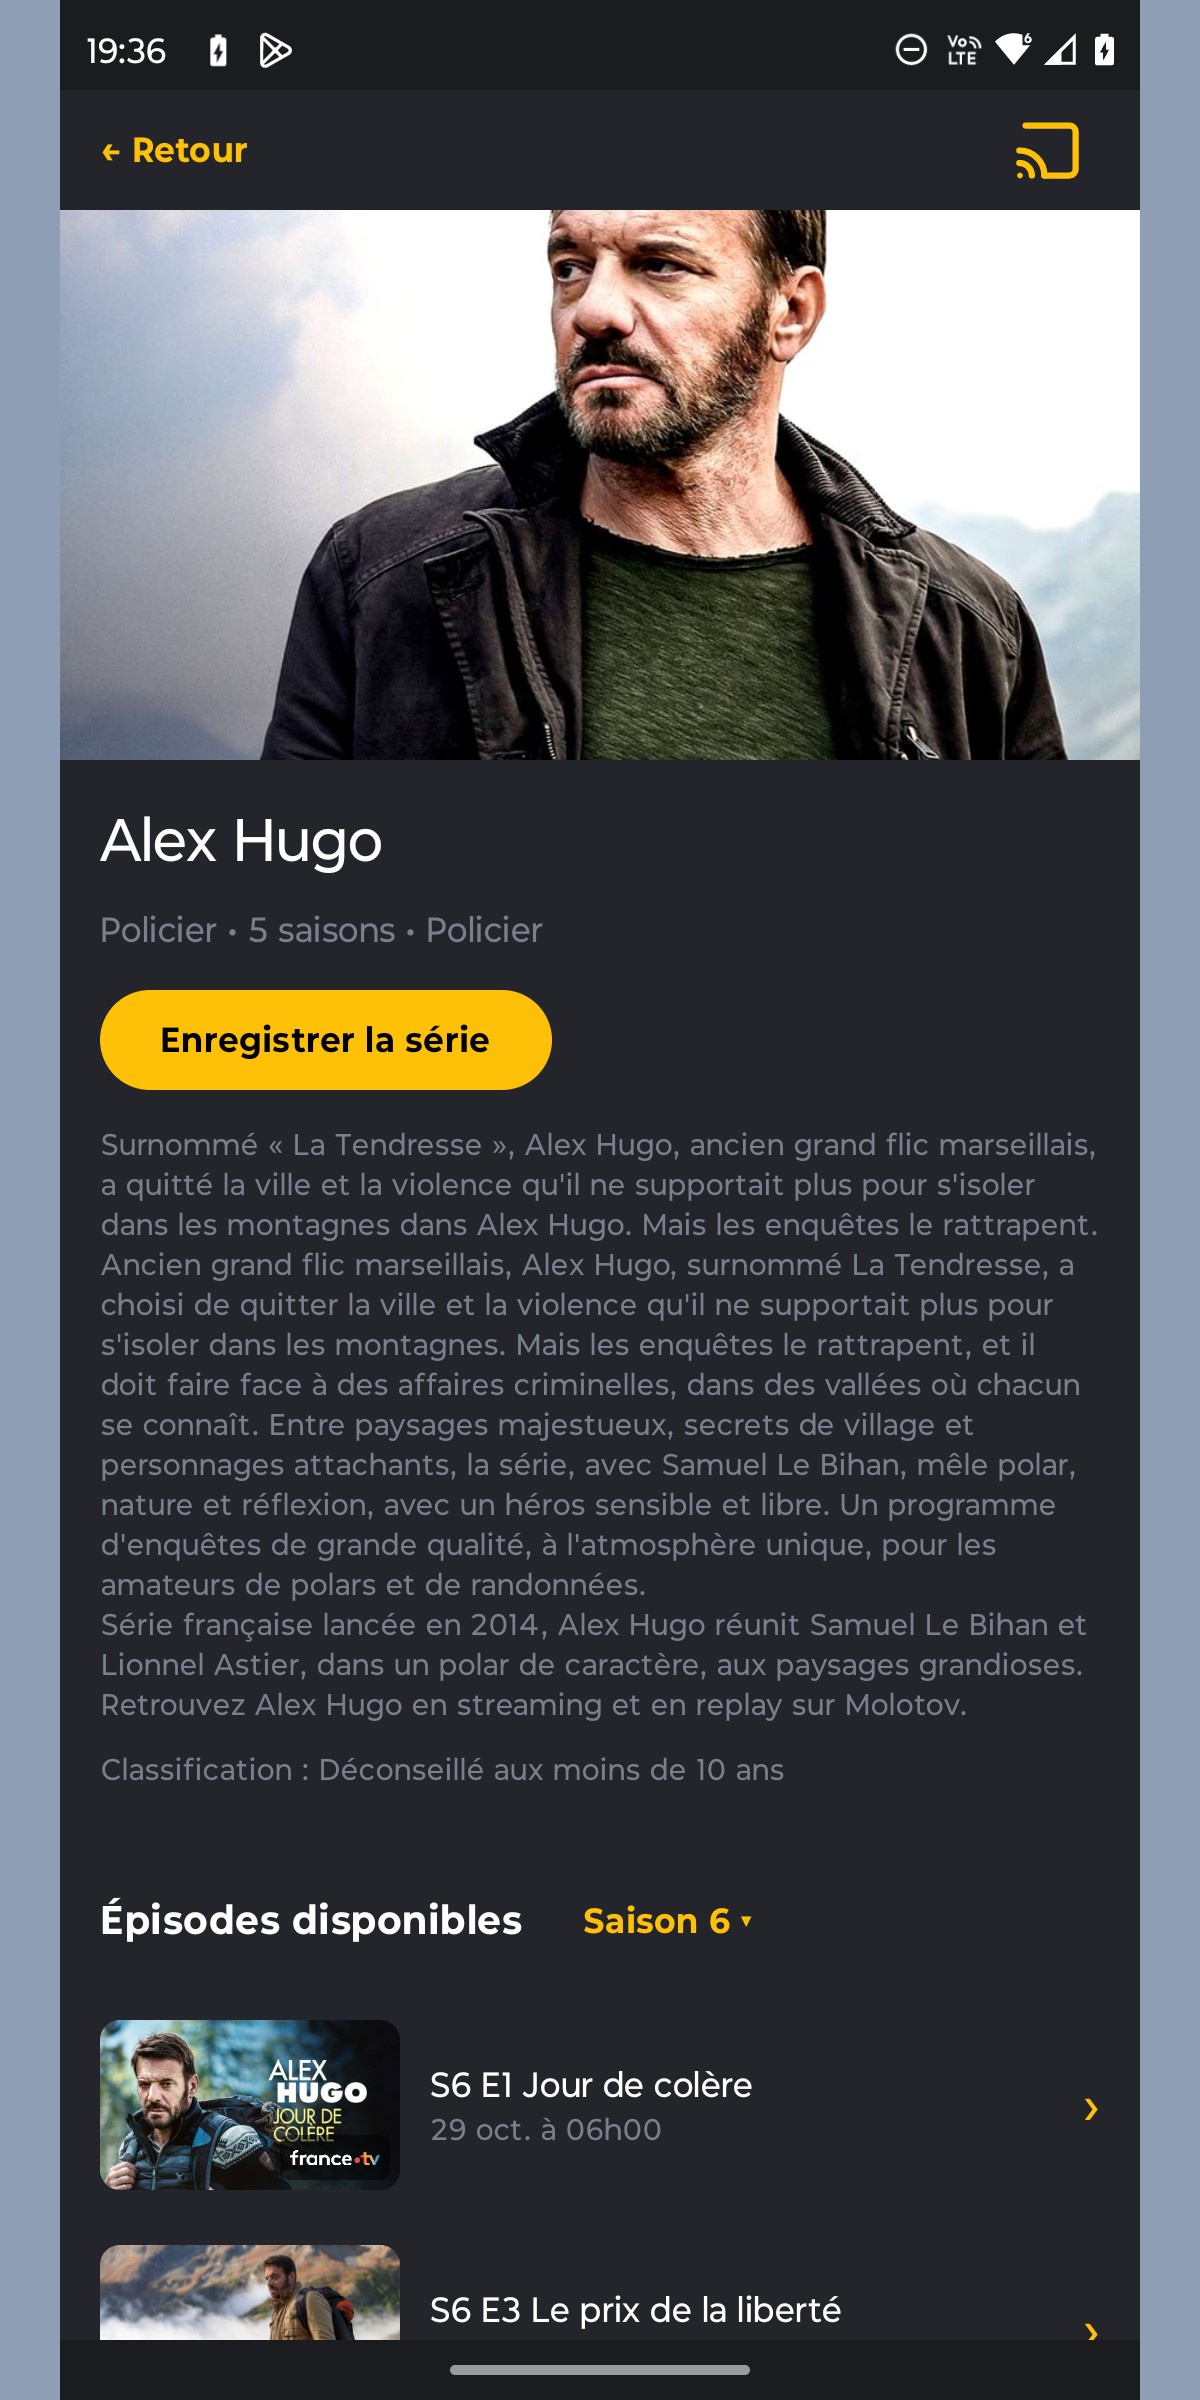 19:36
Vo
LTE
6
← Retour
Alex Hugo
Policier • 5 saisons • Policier
Enregistrer la série
Surnommé « La Tendresse », Alex Hugo, ancien grand flic marseillais,
a quitté la ville et la violence qu'il ne supportait plus pour s'isoler
dans les montagnes dans Alex Hugo. Mais les enquêtes le rattrapent.
Ancien grand flic marseillais, Alex Hugo, surnommé La Tendresse, a
choisi de quitter la ville et la violence qu'il ne supportait plus pour
s'isoler dans les montagnes. Mais les enquêtes le rattrapent, et il
doit faire face à des affaires criminelles, dans des vallées où chacun
se connaît. Entre paysages majestueux, secrets de village et
personnages attachants, la série, avec Samuel Le Bihan, mêle polar,
nature et réflexion, avec un héros sensible et libre. Un programme
d'enquêtes de grande qualité, à l'atmosphère unique, pour les
amateurs de polars et de randonnées.
Série française lancée en 2014, Alex Hugo réunit Samuel Le Bihan et
Lionnel Astier, dans un polar de caractère, aux paysages grandioses.
Retrouvez Alex Hugo en streaming et en replay sur Molotov.
Classification : Déconseillé aux moins de 10 ans
Épisodes disponibles
Saison 6 ▾
ALEX
HUGO
JOUR DE
COLÈRE
france•tv
S6 E1 Jour de colère
29 oct. à 06h00
S6 E3 Le prix de la liberté